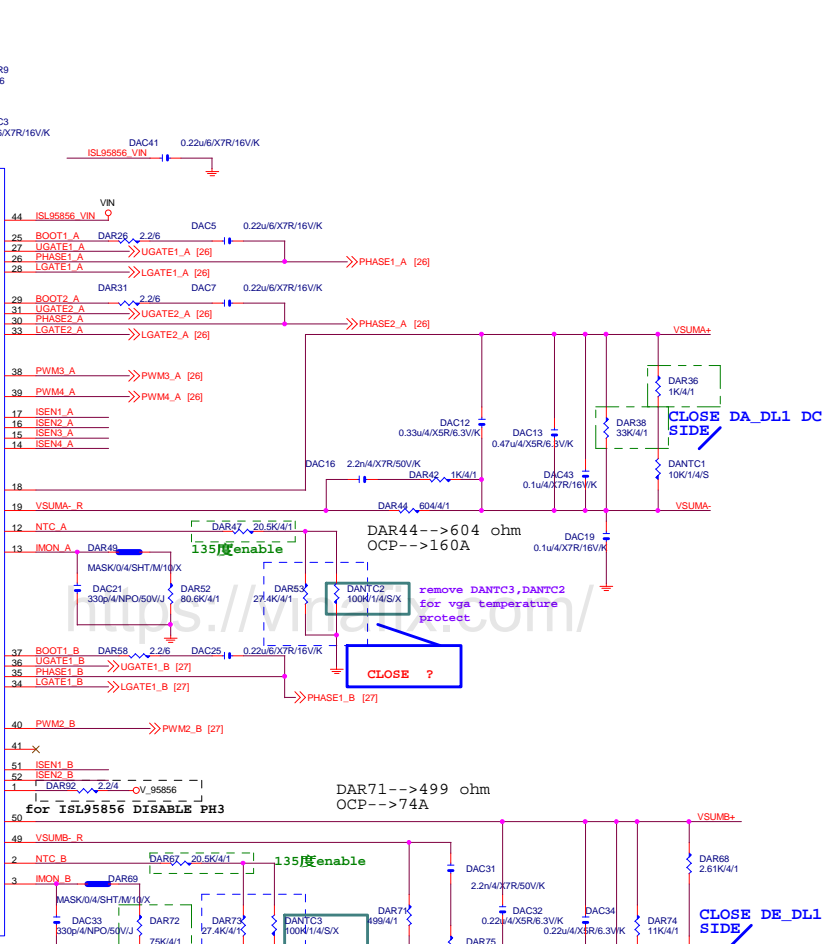 R9
6
C3
6/X7R/16V/K
DAC41 0.22u/6/X7R/16V/K
ISL95856_VIN
VIN
44 ISL95856_VIN
DAC5 0.22u/6/X7R/16V/K
25 BOOT1_A DAR26 2.2/6
27 UGATE1_A UGATE1_A [26]
26 PHASE1_A PHASE1_A [26]
28 LGATE1_A LGATE1_A [26]
DAR31 DAC7 0.22u/6/X7R/16V/K
29 BOOT2_A 2.2/6
31 UGATE2_A UGATE2_A [26]
30 PHASE2_A PHASE2_A [26]
33 LGATE2_A LGATE2_A [26]
VSUMA+
38 PWM3_A PWM3_A [26]
39 PWM4_A PWM4_A [26]
DAR36
1K/4/1
17 ISEN1_A
16 ISEN2_A
15 ISEN3_A
14 ISEN4_A
DAC12
0.33u/4/X5R/6.3V/K
DAC13
0.47u/4/X5R/6.3V/K
DAR38
33K/4/1
CLOSE DA_DL1 DC
SIDE
DAC16 2.2n/4/X7R/50V/K
DAR42 1K/4/1
DAC43
0.1u/4/X7R/16V/K
DANTC1
10K/1/4/S
18
19 VSUMA-_R DAR44 604/4/1 VSUMA-
12 NTC_A DAR47 20.5K/4/1
135度enable
DAR44-->604 ohm
OCP-->160A
DAC19
0.1u/4/X7R/16V/K
13 IMON_A DAR49
MASK/0/4/SHT/M/10/X
DAC21
330p/4/NPO/50V/J
DAR52
80.6K/4/1
DAR53
27.4K/4/1
DANTC2
100K/1/4/S/X
remove DANTC3,DANTC2
for vga temperature
protect
https://vinafix.com/
37 BOOT1_B DAR58 2.2/6 DAC25 0.22u/6/X7R/16V/K
36 UGATE1_B UGATE1_B [27]
35 PHASE1_B PHASE1_B [27]
34 LGATE1_B LGATE1_B [27]
CLOSE ?
40 PWM2_B PWM2_B [27]
41
51 ISEN1_B
52 ISEN2_B
1 DAR92 2.2/4 V_95856
for ISL95856 DISABLE PH3
DAR71-->499 ohm
OCP-->74A
50 VSUMB+
49 VSUMB-_R
2 NTC_B DAR67 20.5K/4/1
135度enable
DAR68
2.61K/4/1
3 IMON_B DAR69
MASK/0/4/SHT/M/10/X
DAC31
2.2n/4/X7R/50V/K
DAC33
330p/4/NPO/50V/J
DAR72
75K/4/1
DAR73
27.4K/4/1
DANTC3
100K/1/4/S/X
DAR71
499/4/1
DAC32
0.22u/4/X5R/6.3V/K
DAC34
0.22u/4/X5R/6.3V/K
DAR74
11K/4/1
CLOSE DE_DL1
SIDE
DAR75